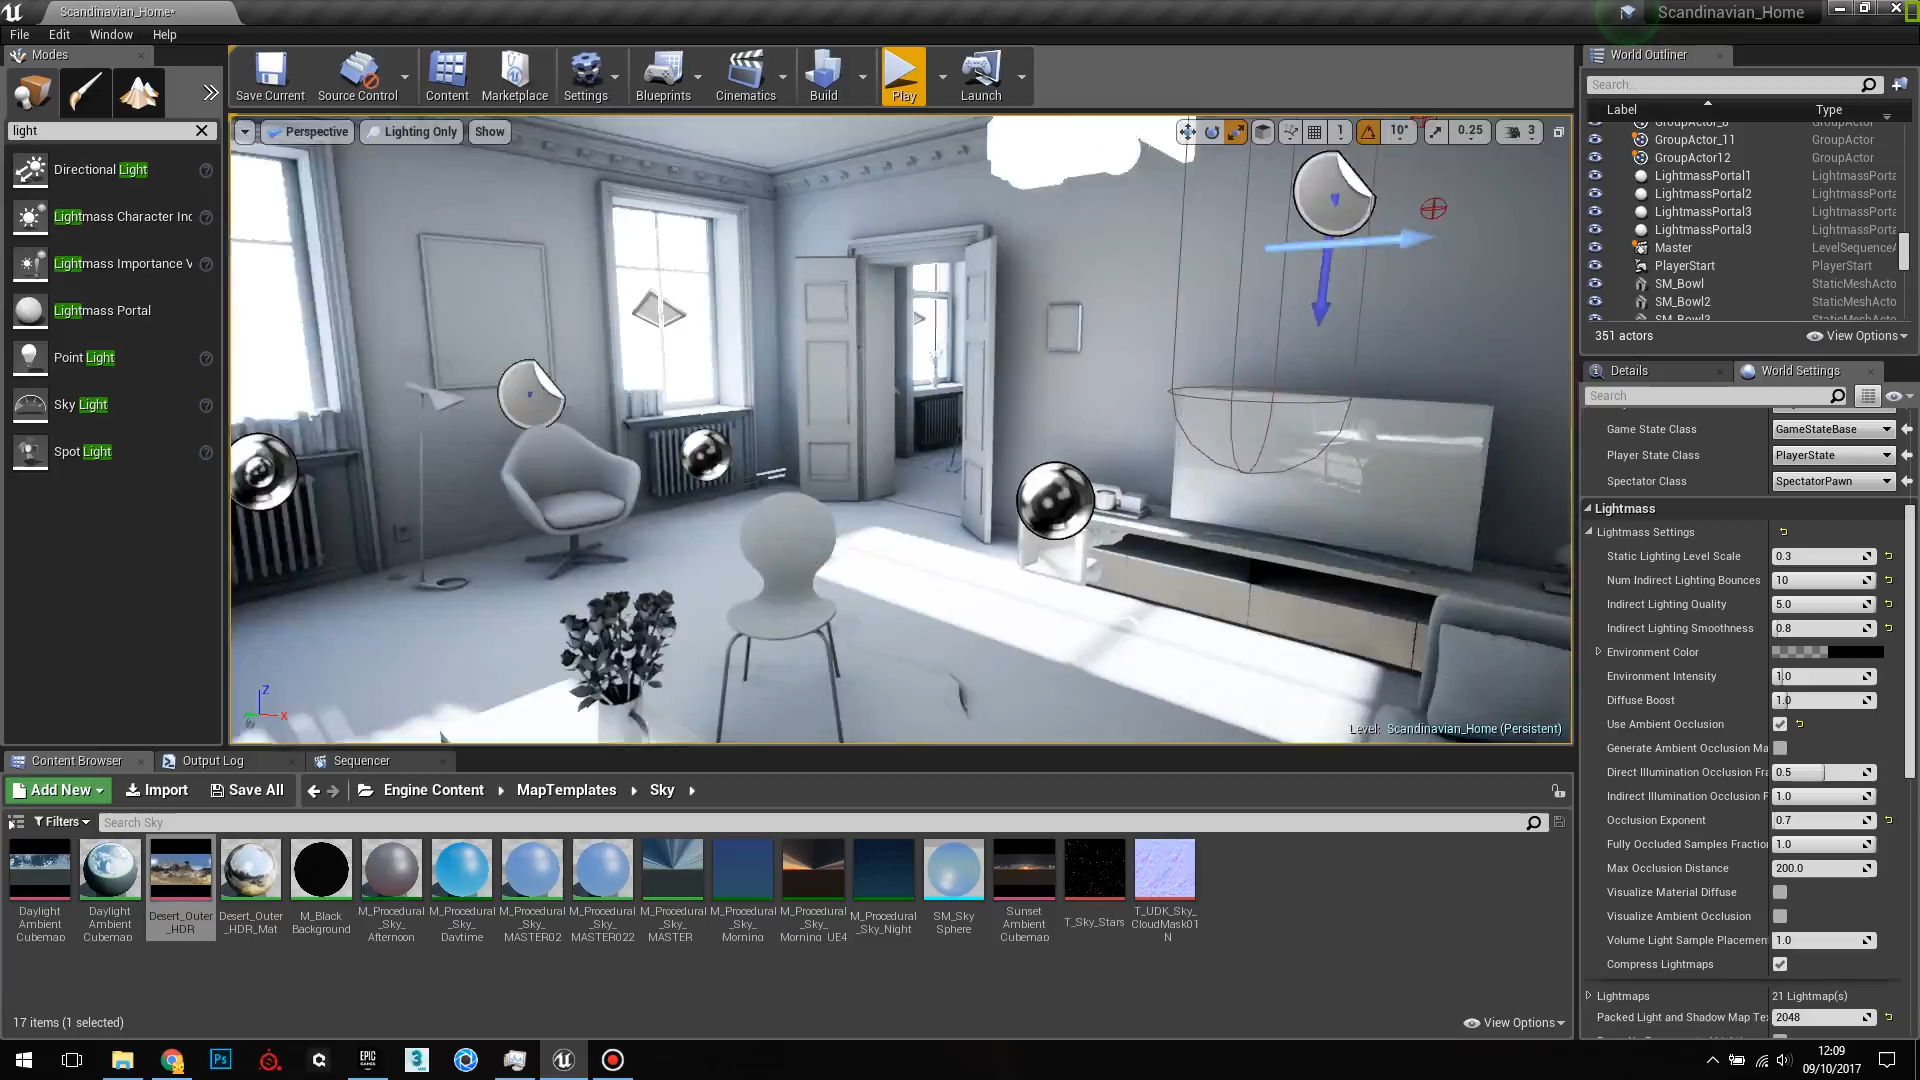 Scandinavian_Home*
Scandinavian_Home
File Edit Window Help
Modes
light
Directional Light
Lightmass Character Inc
Lightmass Importance V
Lightmass Portal
Point Light
Sky Light
Spot Light
Save Current
Source Control
Content
Marketplace
Settings
Blueprints
Cinematics
Build
Play
Launch
Perspective
Lighting Only
Show
1
10°
0.25
3
Z
X
Level: Scandinavian_Home (Persistent)
World Outliner
Search...
Label Type
GroupActor_11 GroupActor
GroupActor12 GroupActor
LightmassPortal1 LightmassPorta
LightmassPortal2 LightmassPorta
LightmassPortal3 LightmassPorta
LightmassPortal3 LightmassPorta
Master LevelSequenceA
PlayerStart PlayerStart
SM_Bowl StaticMeshActo
SM_Bowl2 StaticMeshActo
351 actors
View Options
Details
World Settings
Search
Game State Class GameStateBase
Player State Class PlayerState
Spectator Class SpectatorPawn
Lightmass
Lightmass Settings
Static Lighting Level Scale 0.3
Num Indirect Lighting Bounces 10
Indirect Lighting Quality 5.0
Indirect Lighting Smoothness 0.8
Environment Color
Environment Intensity 1.0
Diffuse Boost 1.0
Use Ambient Occlusion
Generate Ambient Occlusion Ma
Direct Illumination Occlusion Fra 0.5
Indirect Illumination Occlusion F 1.0
Occlusion Exponent 0.7
Fully Occluded Samples Fraction 1.0
Max Occlusion Distance 200.0
Visualize Material Diffuse
Visualize Ambient Occlusion
Volume Light Sample Placement 1.0
Compress Lightmaps
Lightmaps 21 Lightmap(s)
Packed Light and Shadow Map Te 2048
Content Browser
Output Log
Sequencer
Add New
Import
Save All
Engine Content
MapTemplates
Sky
Filters
Search Sky
Daylight
Ambient
Cubemap
Daylight
Ambient
Cubemap
Desert_Outer
_HDR
Desert_Outer
_HDR_Mat
M_Black
Background
M_Procedural
_Sky_
Afternoon
M_Procedural
_Sky_
Daytime
M_Procedural
_Sky_
MASTER02
M_Procedural
_Sky_
MASTER022
M_Procedural
_Sky_
MASTER
M_Procedural
_Sky_
Morning
M_Procedural
_Sky_
Morning_UE4
M_Procedural
_Sky_Night
SM_Sky
Sphere
Sunset
Ambient
Cubemap
T_Sky_Stars
T_UDK_Sky_
CloudMask01
N
17 items (1 selected)
View Options
Ps
EPIC
GAMES
3
12:09
09/10/2017